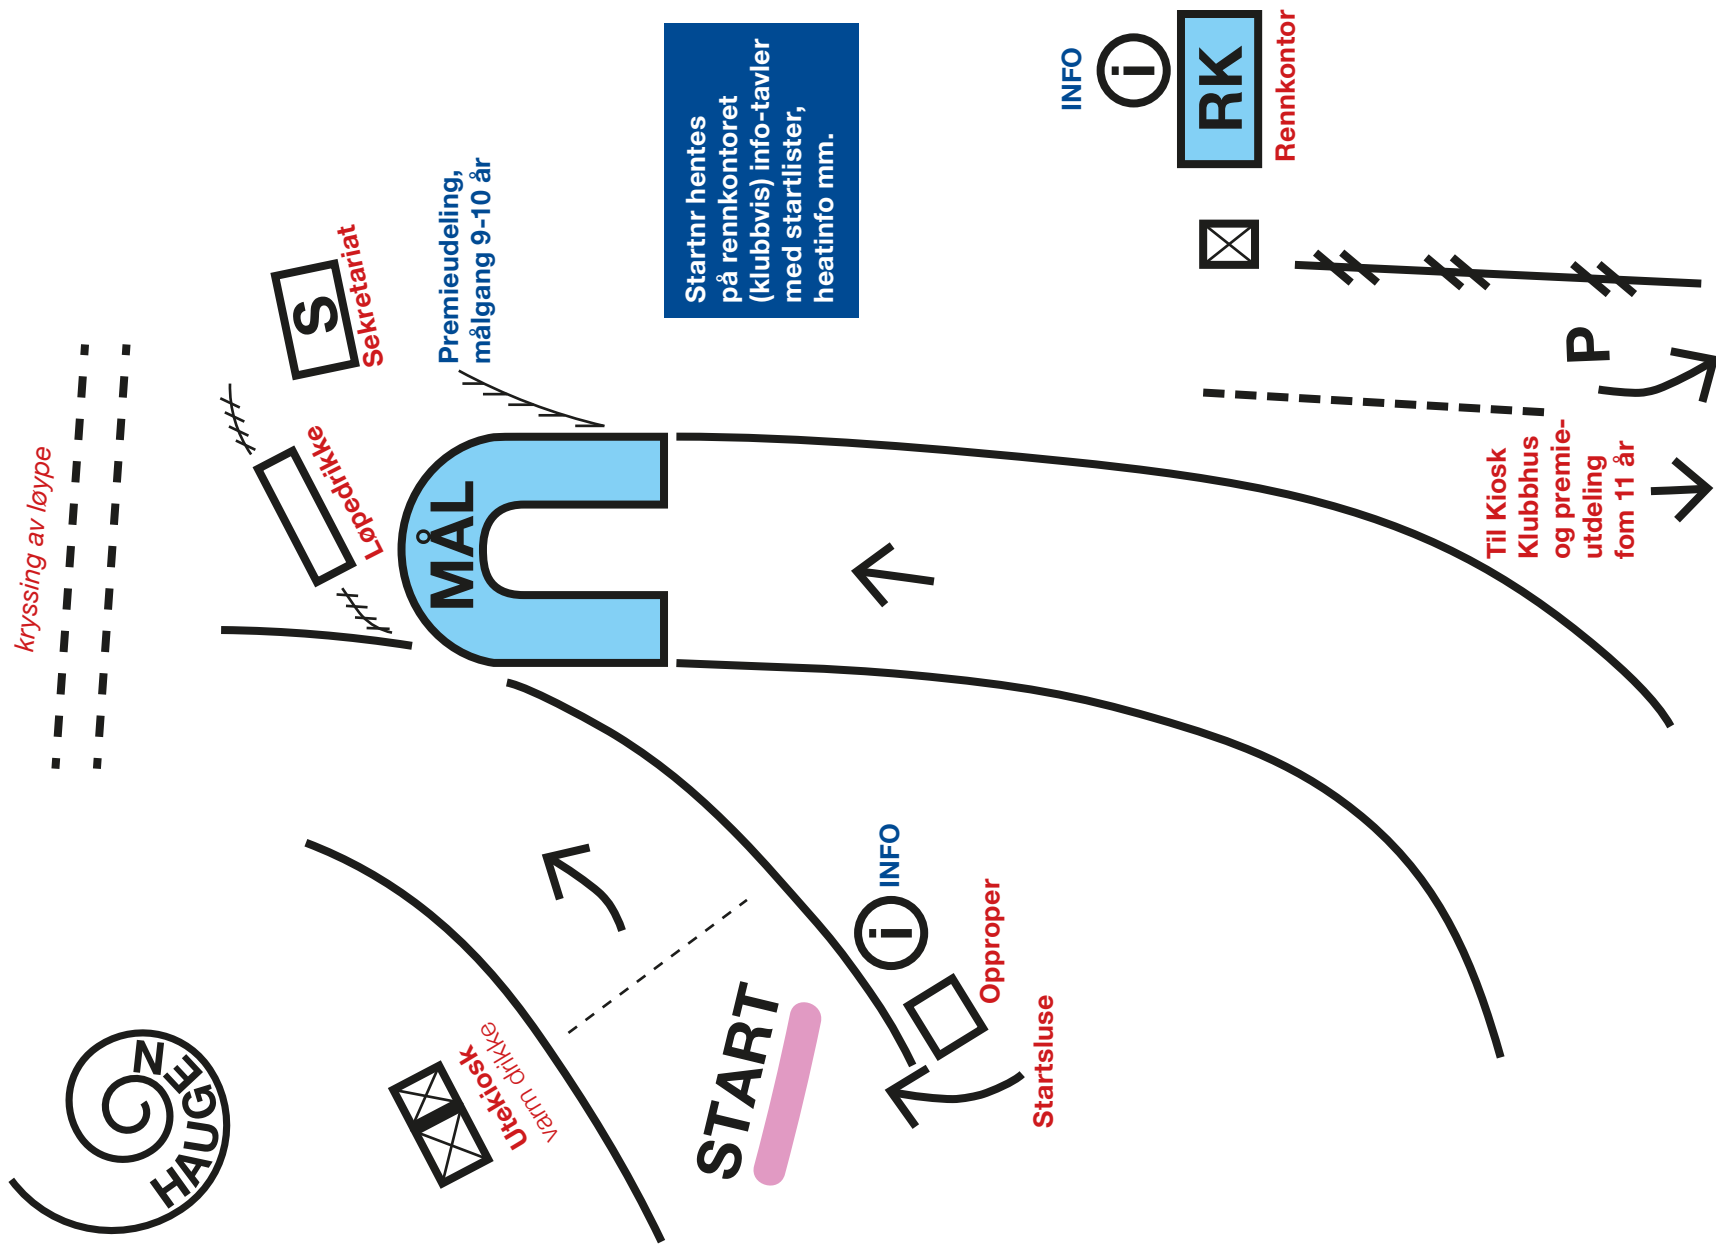 kryssing av løype
S
Sekretariat
Løpedrikke
Premieudeling,
målgang 9-10 år
MÅL
Startnr hentes
på rennkontoret
(klubbvis) info-tavler
med startlister,
heatinfo mm.
INFO
i
RK
Rennkontor
P
Til Kiosk
Klubbhus
og premie-
utdeling
fom 11 år
HAUGEN
Utekiosk
varm drikke
START
INFO
i
Opproper
Startsluse